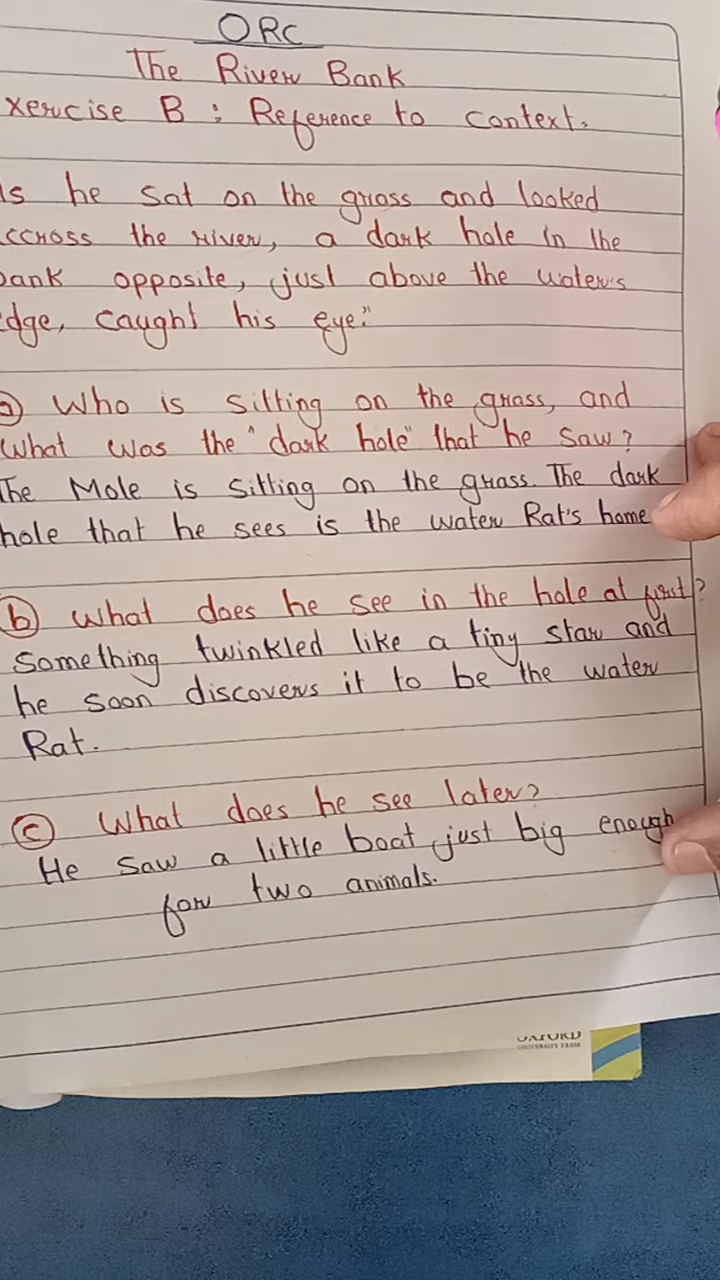 ORC
The River Bank
xercise B : Reference to context.
s he sat on the grass and looked
ccross the river, a dark hole in the
ank opposite, just above the water's
dge, caught his eye."
a) Who is sitting on the grass, and
What was the "dark hole" that he saw?
The Mole is sitting on the grass. The dark
hole that he sees is the water Rat's home
b) What does he see in the hole at first?
Something twinkled like a tiny star and
he soon discovers it to be the water
Rat.
c) What does he see later?
He saw a little boat just big enough
for two animals.
OXFORD
UNIVERSITY PRESS